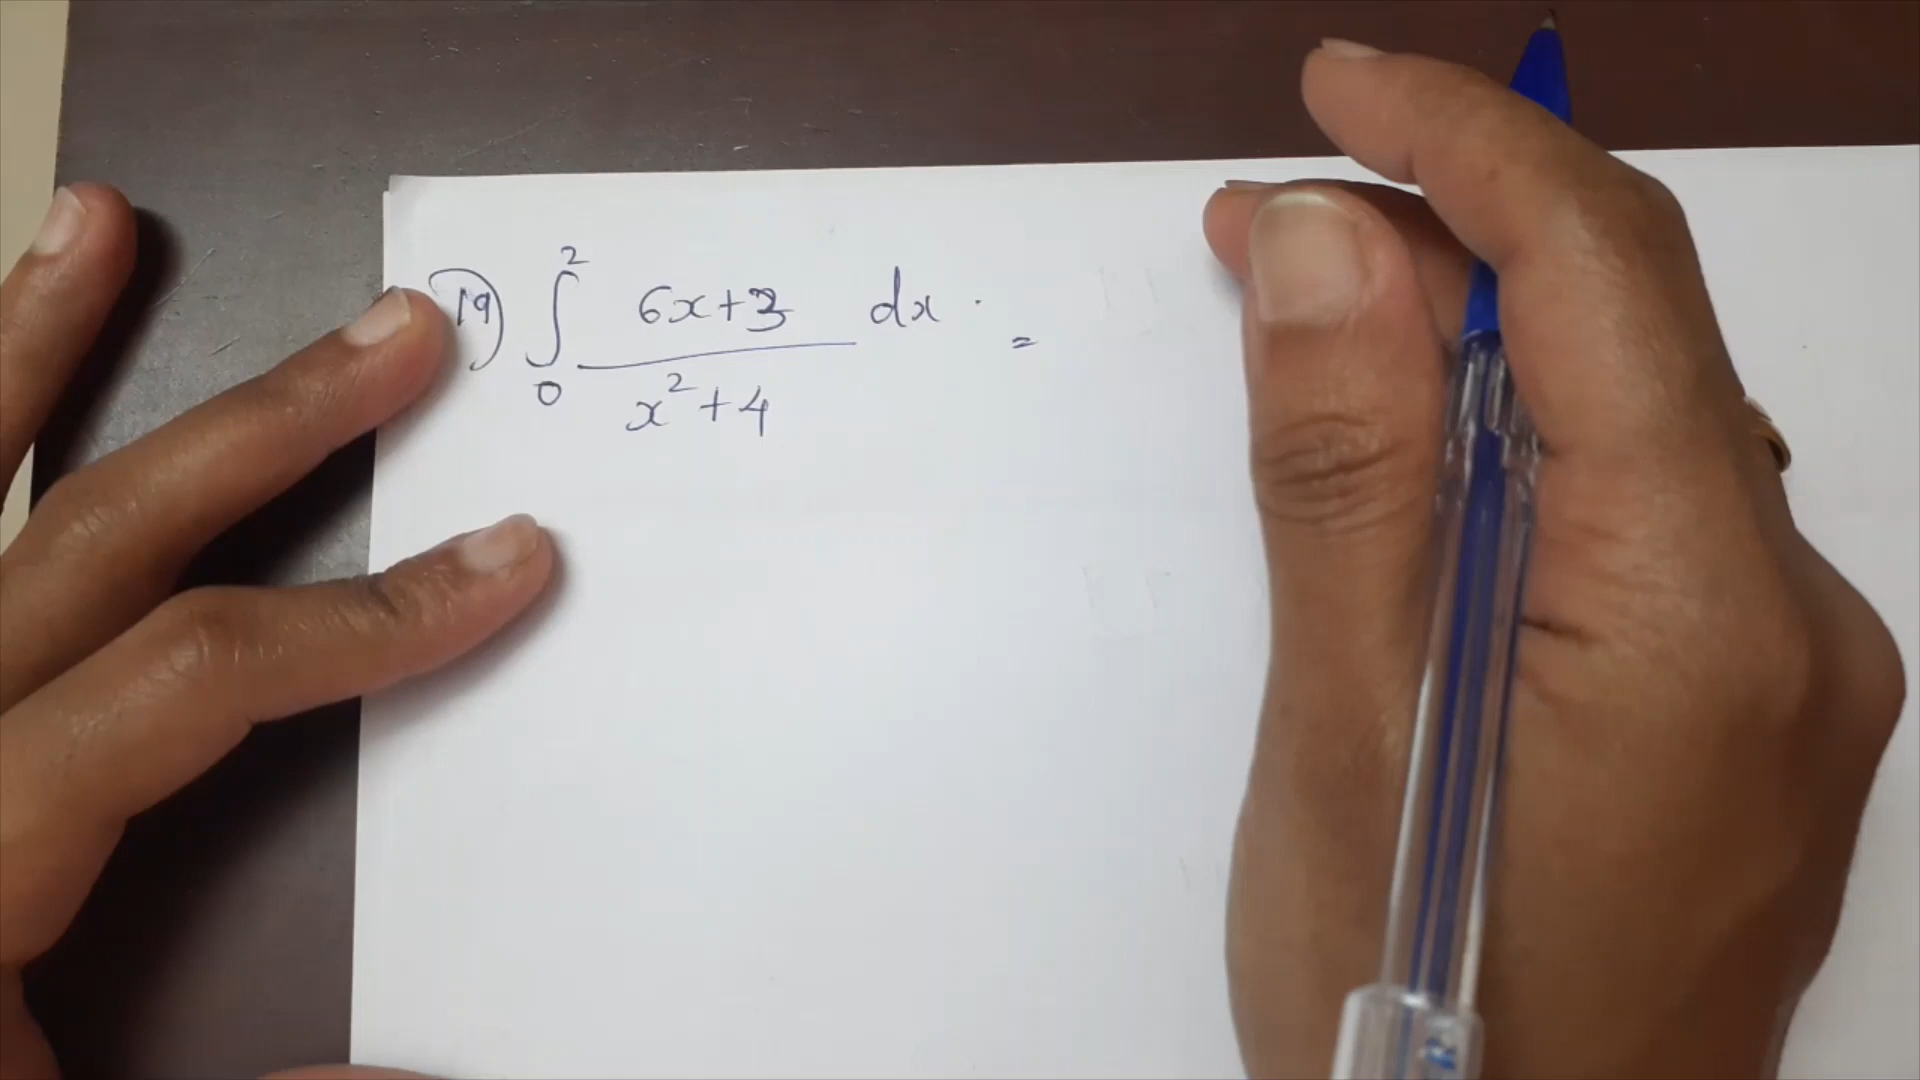 19) ∫₀² (6x+3)/(x²+4) dx . =